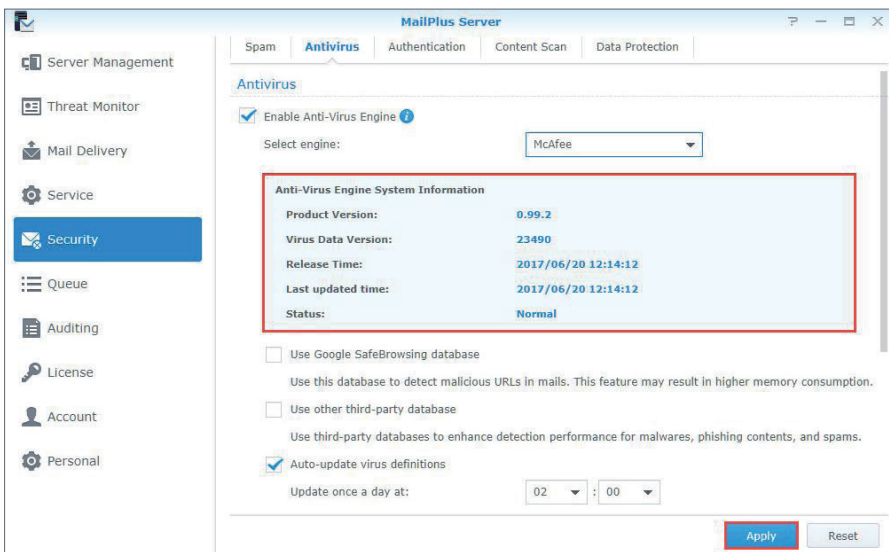 MailPlus Server
Server Management
Threat Monitor
Mail Delivery
Service
Security
Queue
Auditing
License
Account
Personal
Spam Antivirus Authentication Content Scan Data Protection
Antivirus
Enable Anti-Virus Engine i
Select engine: McAfee
Anti-Virus Engine System Information
Product Version: 0.99.2
Virus Data Version: 23490
Release Time: 2017/06/20 12:14:12
Last updated time: 2017/06/20 12:14:12
Status: Normal
Use Google SafeBrowsing database
Use this database to detect malicious URLs in mails. This feature may result in higher memory consumption.
Use other third-party database
Use third-party databases to enhance detection performance for malwares, phishing contents, and spams.
Auto-update virus definitions
Update once a day at: 02 : 00
Apply Reset